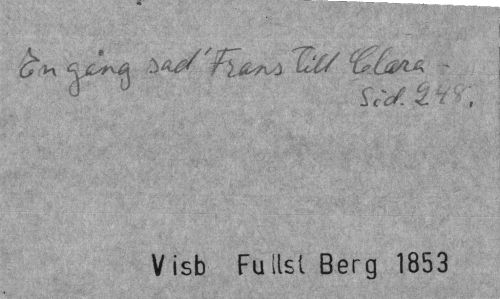 En gång sad' Frans till Clara -
Sid. 248.
Visb Fullst Berg 1853